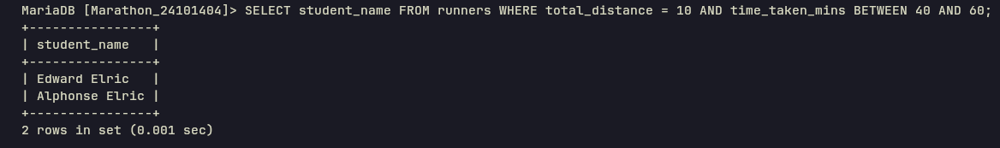 MariaDB [Marathon_24101404]> SELECT student_name FROM runners WHERE total_distance = 10 AND time_taken_mins BETWEEN 40 AND 60;
+----------------+
| student_name   |
+----------------+
| Edward Elric   |
| Alphonse Elric |
+----------------+
2 rows in set (0.001 sec)